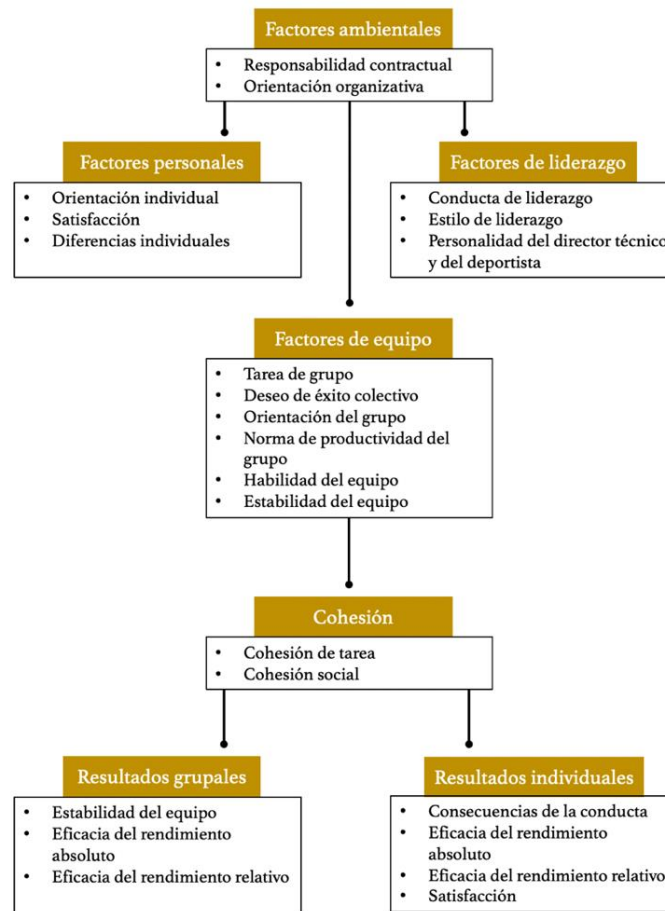 Factores ambientales
• Responsabilidad contractual
• Orientación organizativa
Factores personales
• Orientación individual
• Satisfacción
• Diferencias individuales
Factores de liderazgo
• Conducta de liderazgo
• Estilo de liderazgo
• Personalidad del director técnico
y del deportista
Factores de equipo
• Tarea de grupo
• Deseo de éxito colectivo
• Orientación del grupo
• Norma de productividad del
grupo
• Habilidad del equipo
• Estabilidad del equipo
Cohesión
• Cohesión de tarea
• Cohesión social
Resultados grupales
• Estabilidad del equipo
• Eficacia del rendimiento
absoluto
• Eficacia del rendimiento relativo
Resultados individuales
• Consecuencias de la conducta
• Eficacia del rendimiento
absoluto
• Eficacia del rendimiento relativo
• Satisfacción